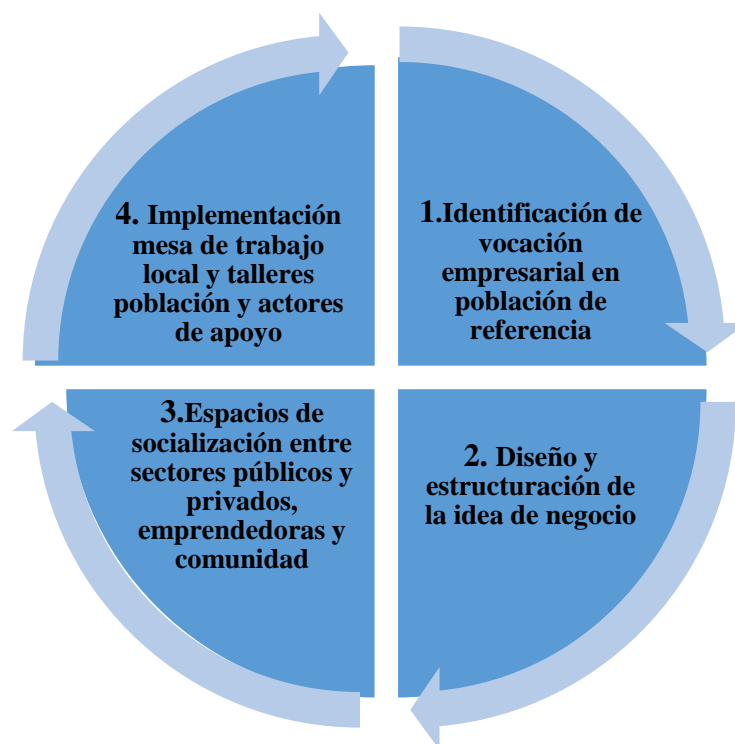 1.Identificación de
vocación
empresarial en
población de
referencia
2. Diseño y
estructuración de
la idea de negocio
3.Espacios de
socialización entre
sectores públicos y
privados,
emprendedoras y
comunidad
4. Implementación
mesa de trabajo
local y talleres
población y actores
de apoyo